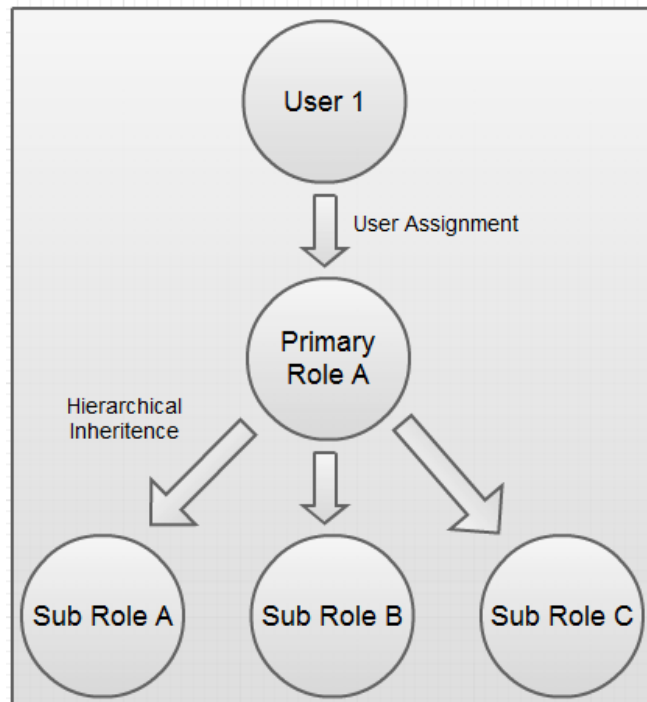 User 1
User Assignment
Primary
Role A
Hierarchical
Inheritence
Sub Role A
Sub Role B
Sub Role C